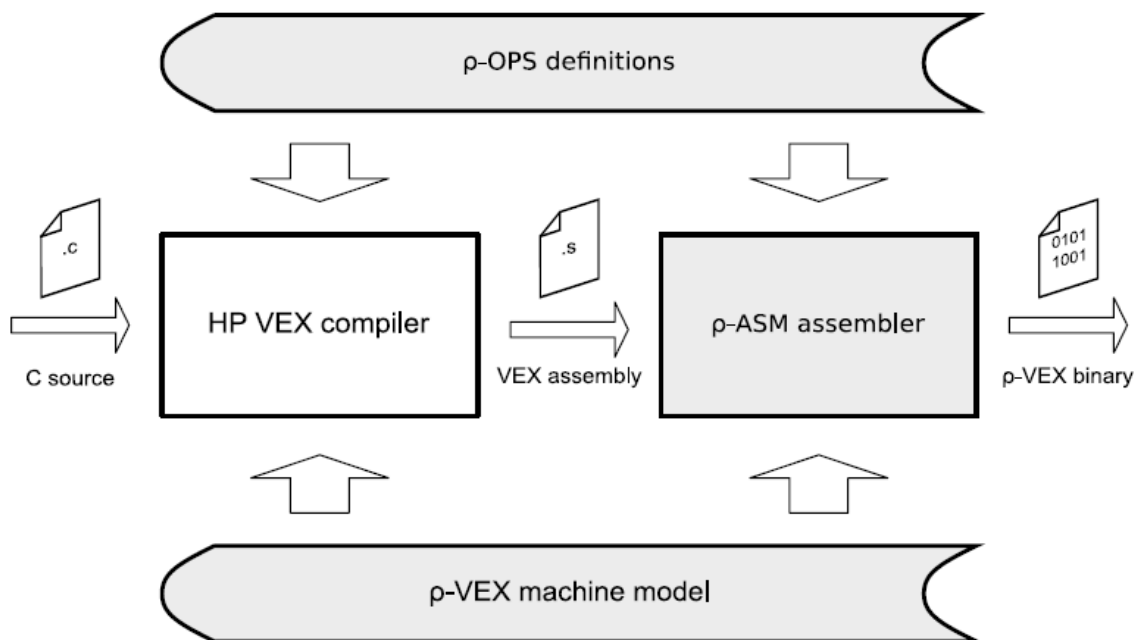 ρ-OPS definitions
.c
.s
0101
1001
HP VEX compiler
ρ-ASM assembler
C source
VEX assembly
ρ-VEX binary
ρ-VEX machine model